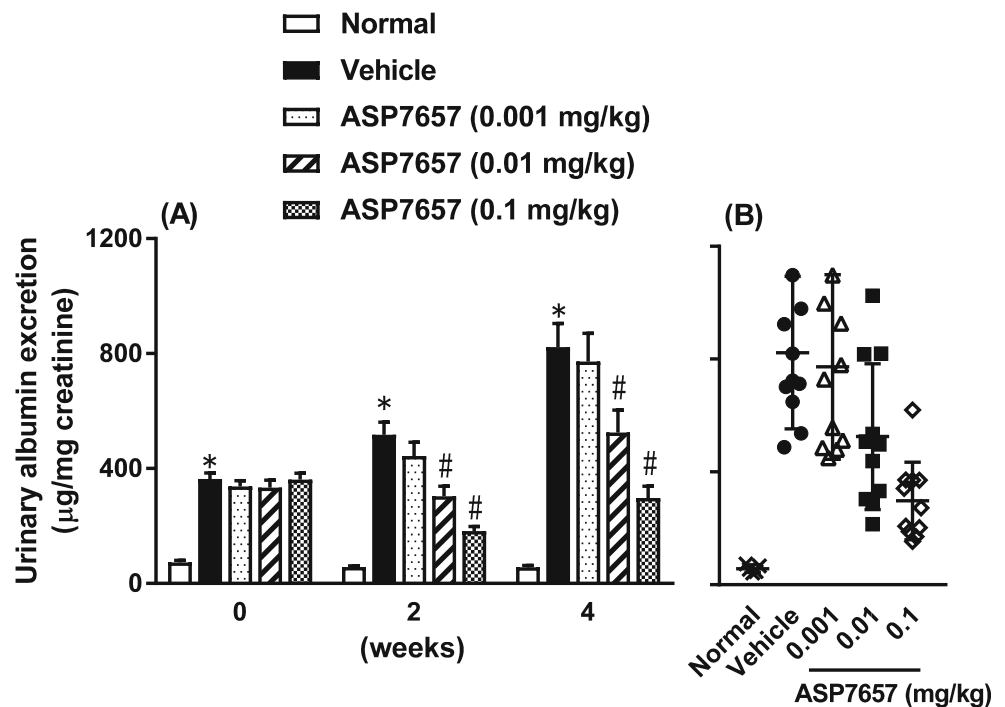 Normal
Vehicle
ASP7657 (0.001 mg/kg)
ASP7657 (0.01 mg/kg)
ASP7657 (0.1 mg/kg)
(A)
Urinary albumin excretion
(μg/mg creatinine)
1200
800
400
0
*
*
#
#
*
#
#
0
2
4
(weeks)
(B)
Normal
Vehicle
0.001
0.01
0.1
ASP7657 (mg/kg)